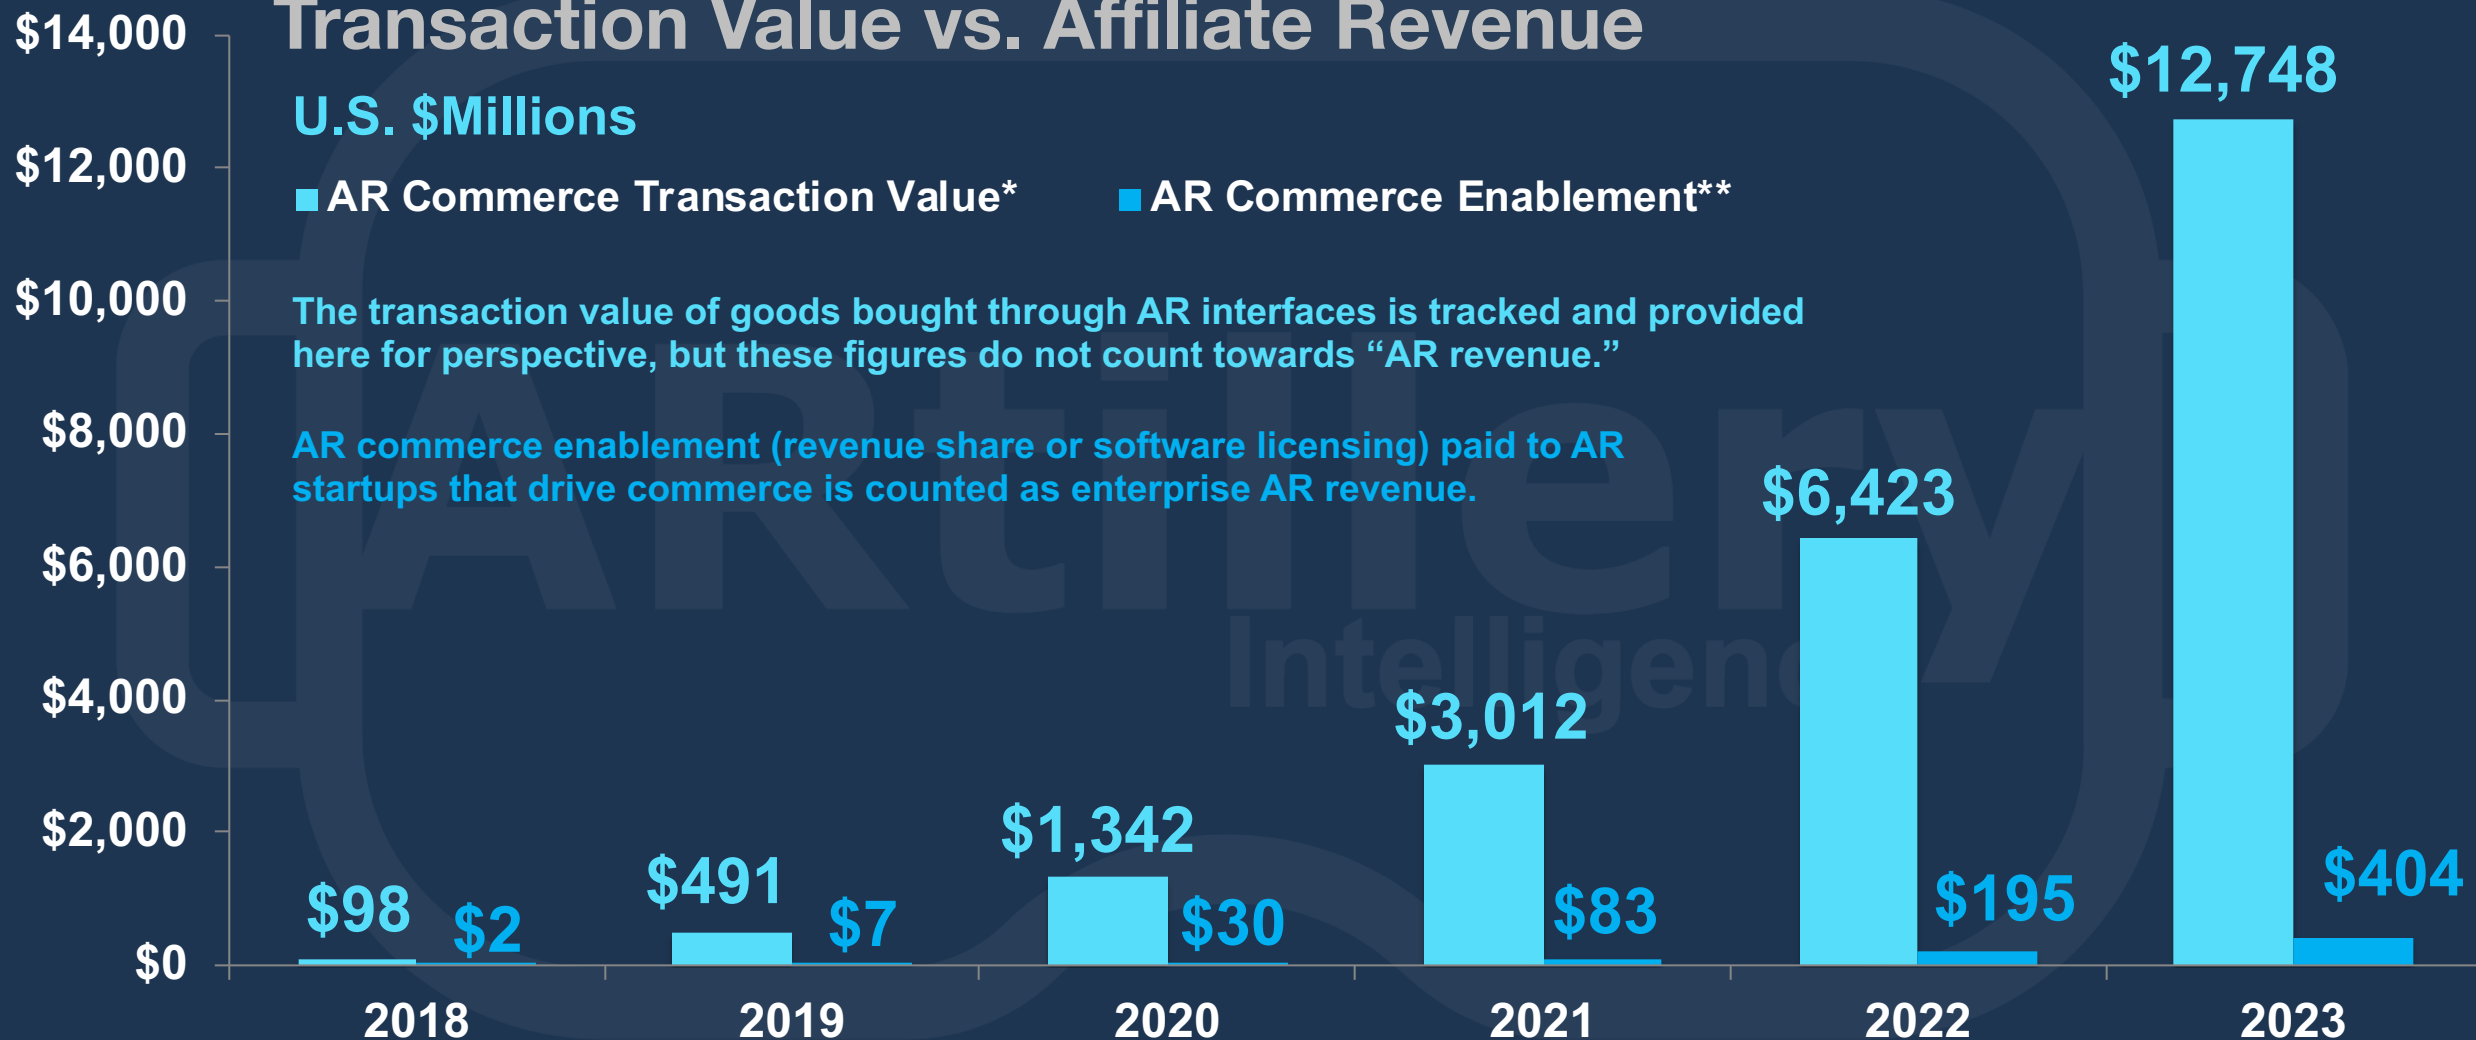 Transaction Value vs. Affiliate Revenue
U.S. $Millions
AR Commerce Transaction Value* AR Commerce Enablement**
The transaction value of goods bought through AR interfaces is tracked and provided
here for perspective, but these figures do not count towards “AR revenue.”
AR commerce enablement (revenue share or software licensing) paid to AR
startups that drive commerce is counted as enterprise AR revenue.
$14,000
$12,000
$10,000
$8,000
$6,000
$4,000
$2,000
$0
$98 $2
$491 $7
$1,342 $30
$3,012 $83
$6,423 $195
$12,748 $404
2018 2019 2020 2021 2022 2023
ARtillery
Intelligenc